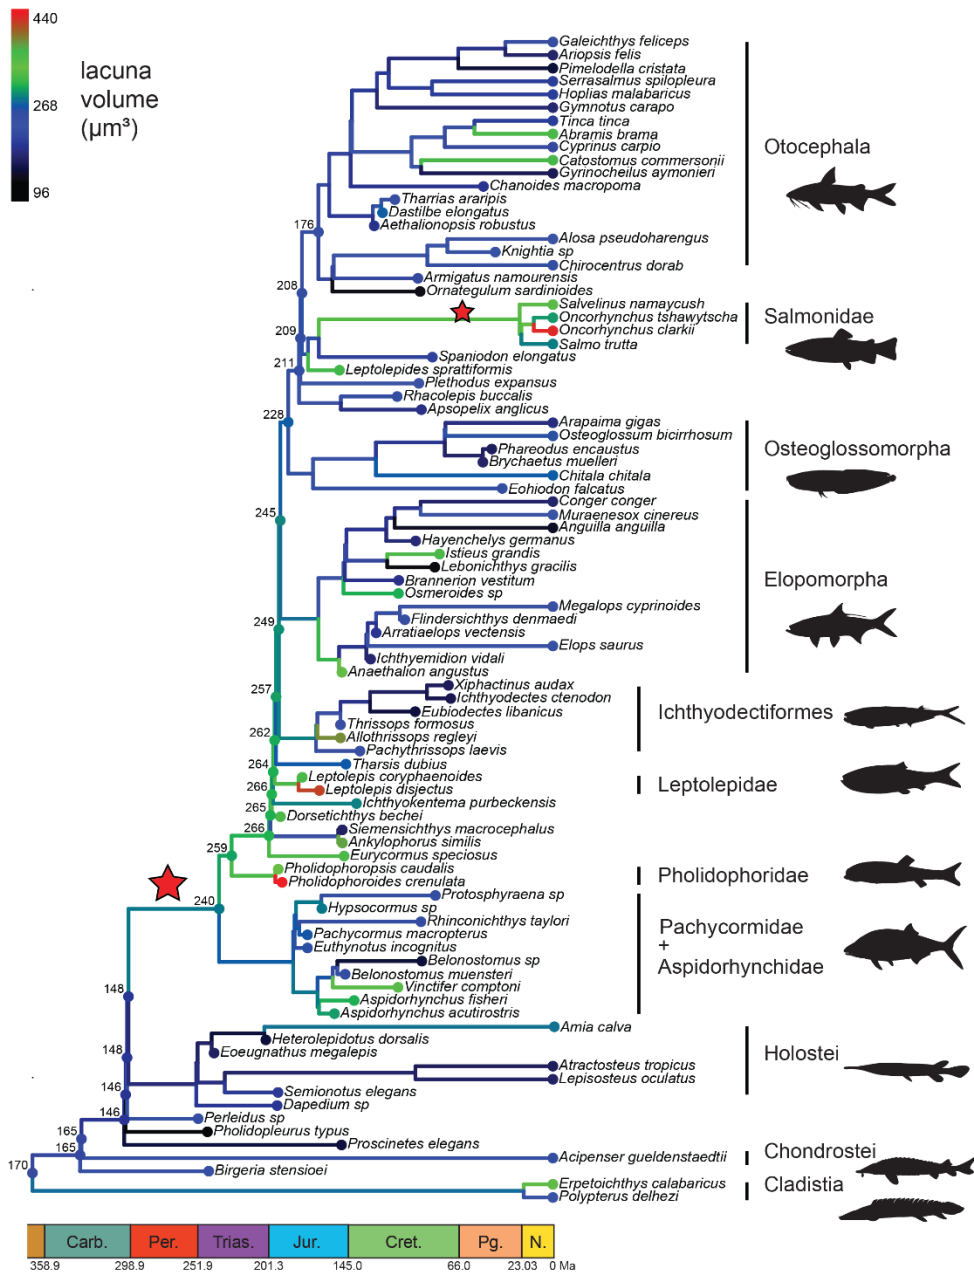 440
lacuna
volume
(µm³)
268
96
Galeichthys feliceps
Ariopsis felis
Pimelodella cristata
Serrasalmus spilopleura
Hoplias malabaricus
Gymnotus carapo
Tinca tinca
Abramis brama
Cyprinus carpio
Catostomus commersonii
Gyrinocheilus aymonieri
Chanoides macropoma
Tharrias araripis
Dastilbe elongatus
Aethalionopsis robustus
Alosa pseudoharengus
Knightia sp
Chirocentrus dorab
Armigatus namourensis
Ornategulum sardinioides
Otocephala
176
208
Salvelinus namaycush
Oncorhynchus tshawytscha
Oncorhynchus clarkii
Salmo trutta
Salmonidae
209
Spaniodon elongatus
211
Leptolepides sprattiformis
Plethodus expansus
Rhacolepis buccalis
Apsopelix anglicus
228
Arapaima gigas
Osteoglossum bicirrhosum
Phareodus encaustus
Brychaetus muelleri
Chitala chitala
Eohiodon falcatus
Osteoglossomorpha
245
Conger conger
Muraenesox cinereus
Anguilla anguilla
Hayenchelys germanus
Istieus grandis
Lebonichthys gracilis
Brannerion vestitum
Osmeroides sp
Megalops cyprinoides
Flindersichthys denmaedi
Arratiaelops vectensis
Elops saurus
Ichthyemidion vidali
Anaethalion angustus
Elopomorpha
249
257
Xiphactinus audax
Ichthyodectes ctenodon
Eubiodectes libanicus
Thrissops formosus
Allothrissops regleyi
Pachythrissops laevis
Ichthyodectiformes
262
Tharsis dubius
264
Leptolepis coryphaenoides
Leptolepis disjectus
Leptolepidae
266
Ichthyokentema purbeckensis
265
Dorsetichthys bechei
266
Siemensichthys macrocephalus
Ankylophorus similis
Eurycormus speciosus
259
Pholidophoropsis caudalis
Pholidophoroides crenulata
Pholidophoridae
240
Protosphyraena sp
Hypsocormus sp
Rhinconichthys taylori
Pachycormus macropterus
Euthynotus incognitus
Belonostomus sp
Belonostomus muensteri
Vinctifer comptoni
Aspidorhynchus fisheri
Aspidorhynchus acutirostris
Pachycormidae
+
Aspidorhynchidae
148
Amia calva
Heterolepidotus dorsalis
Eoeugnathus megalepis
Atractosteus tropicus
Lepisosteus oculatus
Semionotus elegans
Dapedium sp
Holostei
148
146
146
Perleidus sp
Pholidopleurus typus
Proscinetes elegans
165
165
Acipenser gueldenstaedtii
Birgeria stensioei
Chondrostei
170
Erpetoichthys calabaricus
Polypterus delhezi
Cladistia
Carb. Per. Trias. Jur. Cret. Pg. N.
358.9 298.9 251.9 201.3 145.0 66.0 23.03 0 Ma